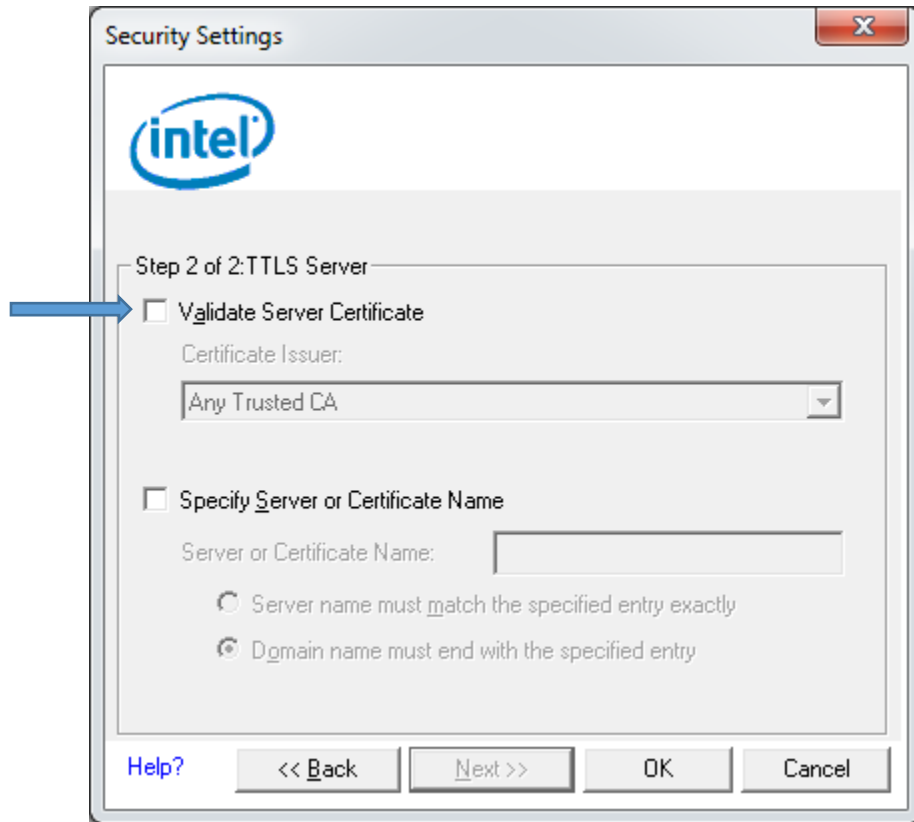 Security Settings
X
intel
Step 2 of 2:TTLS Server
Validate Server Certificate
Certificate Issuer:
Any Trusted CA
Specify Server or Certificate Name
Server or Certificate Name:
Server name must match the specified entry exactly
Domain name must end with the specified entry
Help? << Back Next >> OK Cancel